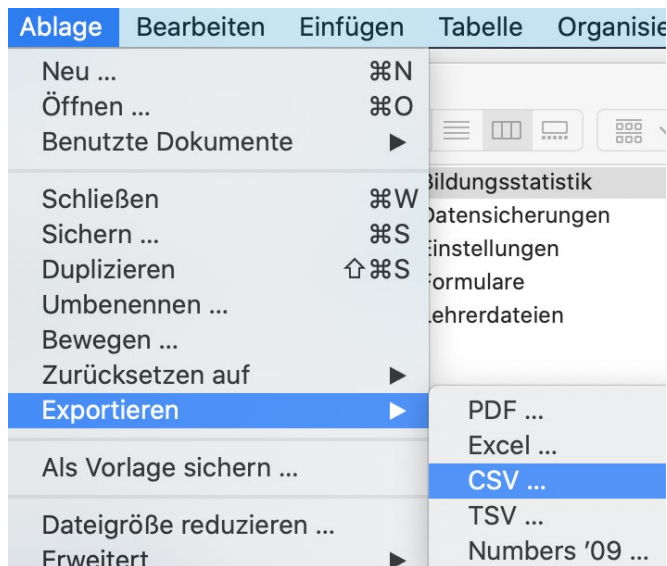 Ablage Bearbeiten Einfügen Tabelle
Neu ... ⌘N
Öffnen ... ⌘O
Benutzte Dokumente ▶
Bildungsstatistik
Schließen ⌘W
Datensicherungen
Sichern ... ⌘S
Einstellungen
Duplizieren ⇧⌘S
Formulare
Umbenennen ...
Lehrerdateien
Bewegen ...
Zurücksetzen auf ▶
Exportieren ▶
PDF ...
Excel ...
Als Vorlage sichern ...
CSV ...
TSV ...
Dateigröße reduzieren ...
Numbers '09 ...
Erweitert ▶